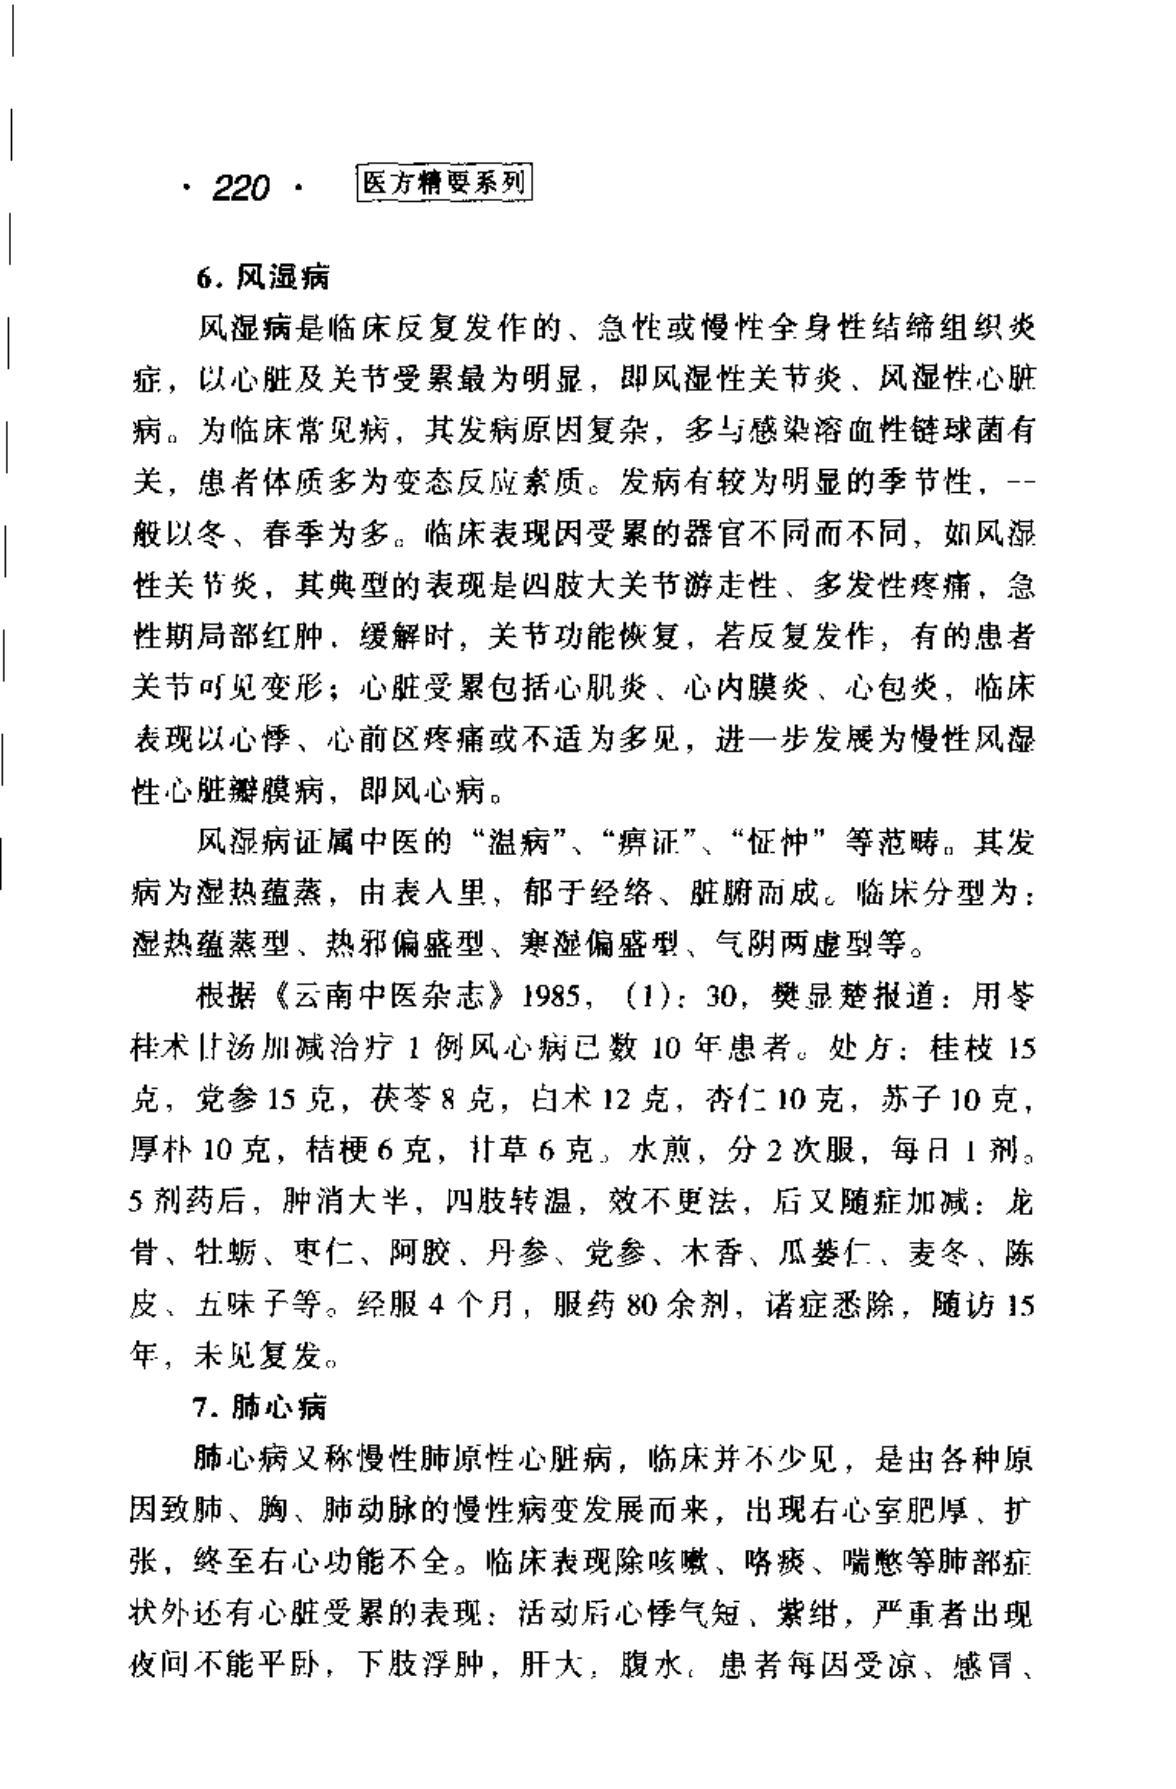 · 220 · 医方精要系列
6. 风湿病
风湿病是临床反复发作的、急性或慢性全身性结缔组织炎
症，以心脏及关节受累最为明显，即风湿性关节炎、风湿性心脏
病。为临床常见病，其发病原因复杂，多与感染溶血性链球菌有
关，患者体质多为变态反应素质。发病有较为明显的季节性，一
般以冬、春季为多。临床表现因受累的器官不同而不同，如风湿
性关节炎，其典型的表现是四肢大关节游走性、多发性疼痛，急
性期局部红肿，缓解时，关节功能恢复，若反复发作，有的患者
关节可见变形；心脏受累包括心肌炎、心内膜炎、心包炎，临床
表现以心悸、心前区疼痛或不适为多见，进一步发展为慢性风湿
性心脏瓣膜病，即风心病。
风湿病证属中医的“温病”、“痹证”、“怔忡”等范畴。其发
病为湿热蕴蒸，由表人里，郁于经络、脏腑而成。临床分型为：
湿热蕴蒸型、热邪偏盛型、寒湿偏盛型、气阴两虚型等。
根据《云南中医杂志》1985，（1）：30，樊显楚报道：用苓
桂术甘汤加减治疗 1 例风心病已数 10 年患者。处方：桂枝 15
克，党参 15 克，茯苓 8 克，白术 12 克，杏仁 10 克，苏子 10 克，
厚朴 10 克，桔梗 6 克，甘草 6 克。水煎，分 2 次服，每日 1 剂。
5 剂药后，肿消大半，四肢转温，效不更法，后又随症加减：龙
骨、牡蛎、枣仁、阿胶、丹参、党参、木香、瓜蒌仁、麦冬、陈
皮、五味子等。经服 4 个月，服药 80 余剂，诸症悉除，随访 15
年，未见复发。
7. 肺心病
肺心病又称慢性肺原性心脏病，临床并不少见，是由各种原
因致肺、胸、肺动脉的慢性病变发展而来，出现右心室肥厚、扩
张，终至右心功能不全。临床表现除咳嗽、咯痰、喘憋等肺部症
状外还有心脏受累的表现：活动后心悸气短、紫绀，严重者出现
夜间不能平卧，下肢浮肿，肝大，腹水。患者每因受凉、感冒、